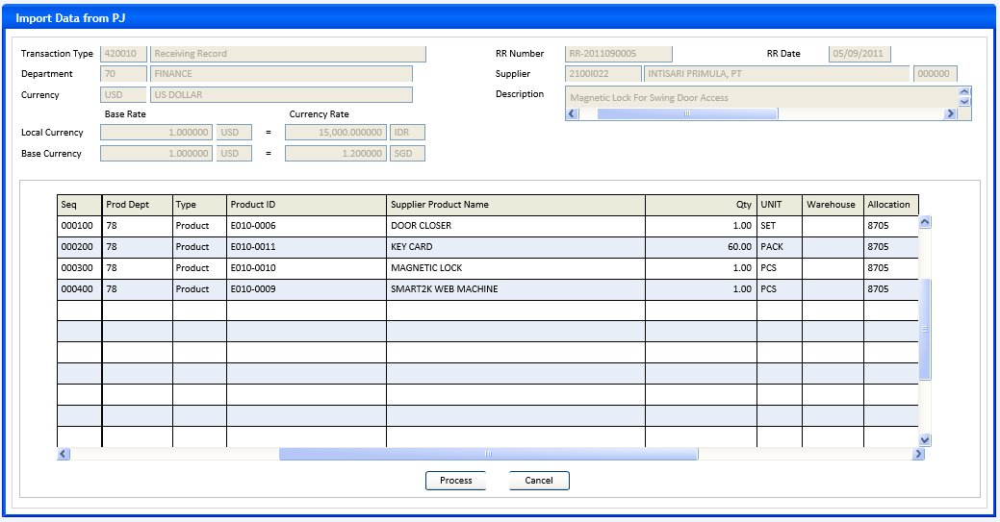 Import Data from PJ
Transaction Type 420010 Receiving Record RR Number RR-2011090005 RR Date 05/09/2011
Department 70 FINANCE Supplier 2100I022 INTISARI PRIMULA, PT 000000
Currency USD US DOLLAR Description Magnetic Lock For Swing Door Access
Base Rate Currency Rate
Local Currency 1.000000 USD = 15,000.000000 IDR
Base Currency 1.000000 USD = 1.200000 SGD
Seq Prod Dept Type Product ID Supplier Product Name Qty UNIT Warehouse Allocation
000100 78 Product E010-0006 DOOR CLOSER 1.00 SET 8705
000200 78 Product E010-0011 KEY CARD 60.00 PACK 8705
000300 78 Product E010-0010 MAGNETIC LOCK 1.00 PCS 8705
000400 78 Product E010-0009 SMART2K WEB MACHINE 1.00 PCS 8705
Process Cancel